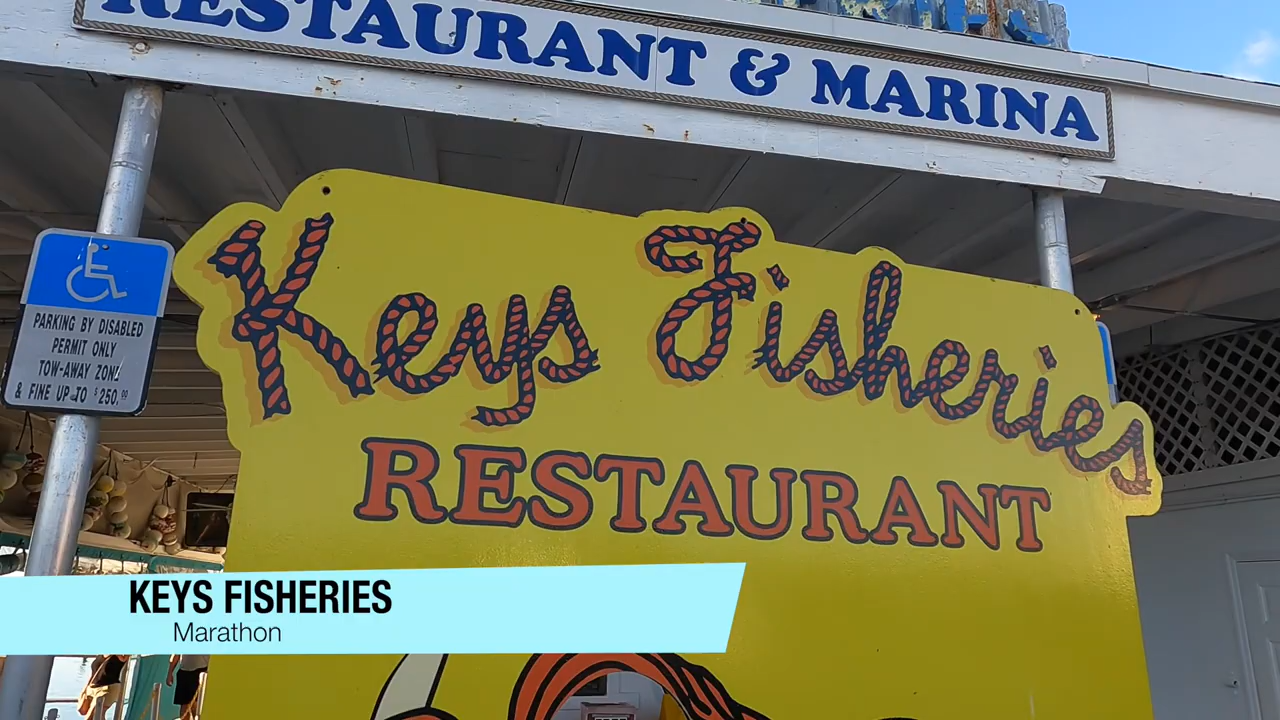 RESTAURANT & MARINA
Keys Fisheries
RESTAURANT
PARKING BY DISABLED
PERMIT ONLY
TOW-AWAY ZONE
& FINE UP TO $250.00
KEYS FISHERIES
Marathon